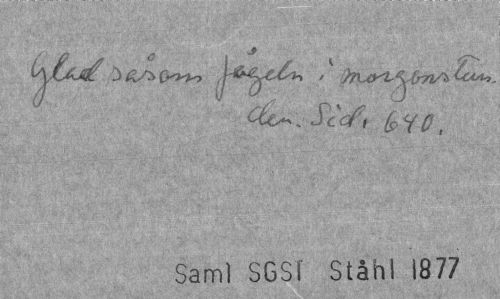 Glad såsom fågeln i morgonstun
den. Sid. 640.
Saml SGSI Ståhl 1877